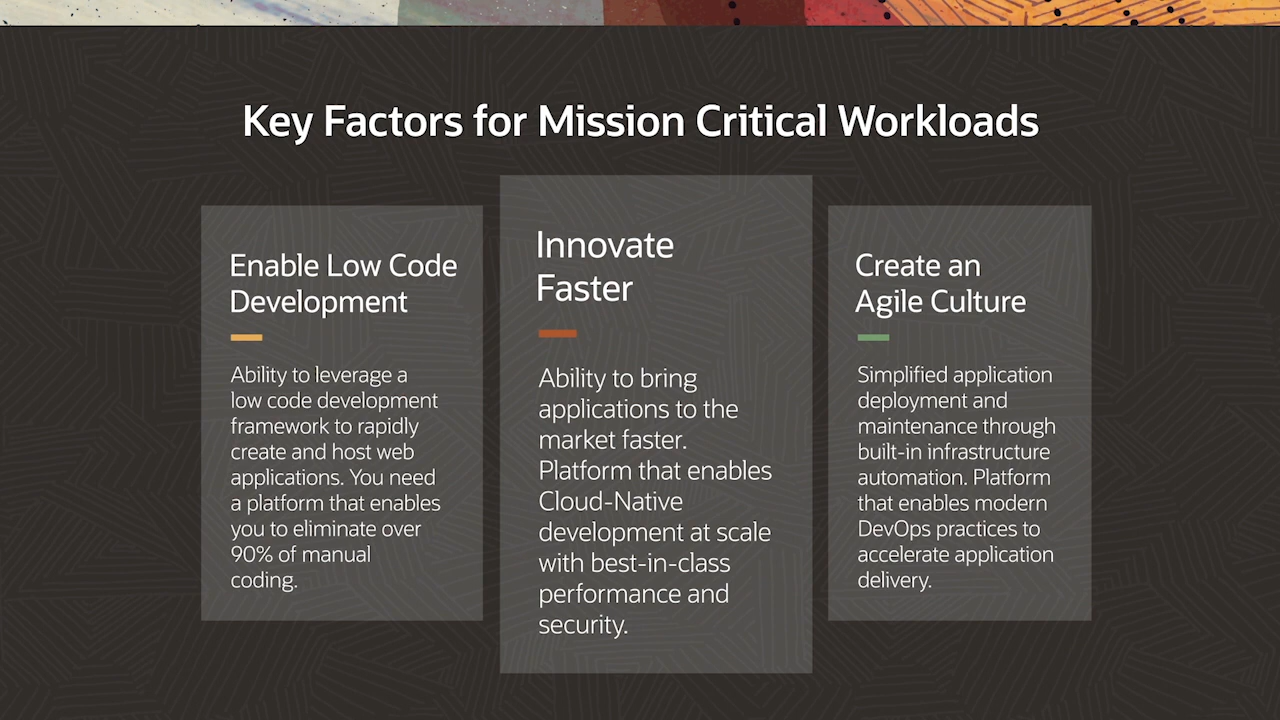 Key Factors for Mission Critical Workloads
Enable Low Code
Development
Ability to leverage a
low code development
framework to rapidly
create and host web
applications. You need
a platform that enables
you to eliminate over
90% of manual
coding.
Innovate
Faster
Ability to bring
applications to the
market faster.
Platform that enables
Cloud-Native
development at scale
with best-in-class
performance and
security.
Create an
Agile Culture
Simplified application
deployment and
maintenance through
built-in infrastructure
automation. Platform
that enables modern
DevOps practices to
accelerate application
delivery.